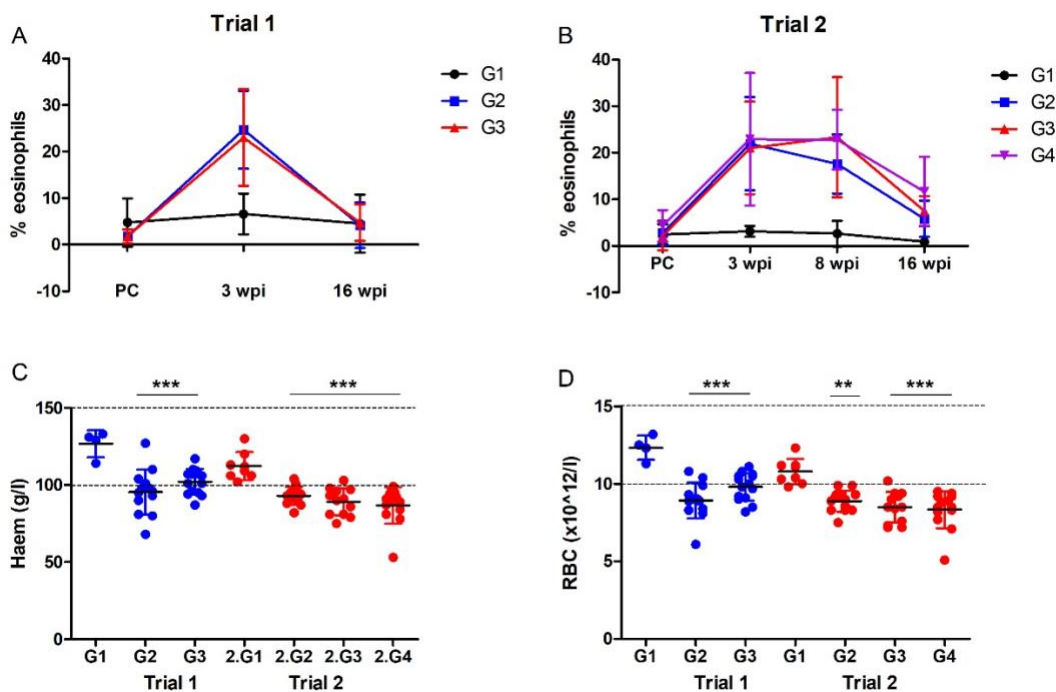 A
Trial 1
% eosinophils
40
30
20
10
0
-10
PC
3 wpi
16 wpi
G1
G2
G3
B
Trial 2
% eosinophils
40
30
20
10
0
-10
PC
3 wpi
8 wpi
16 wpi
G1
G2
G3
G4
C
Haem (g/l)
150
100
50
0
***
***
G1
G2
G3
2.G1
2.G2
2.G3
2.G4
Trial 1
Trial 2
D
RBC (x10^12/l)
15
10
5
0
***
**
***
G1
G2
G3
G1
G2
G3
G4
Trial 1
Trial 2